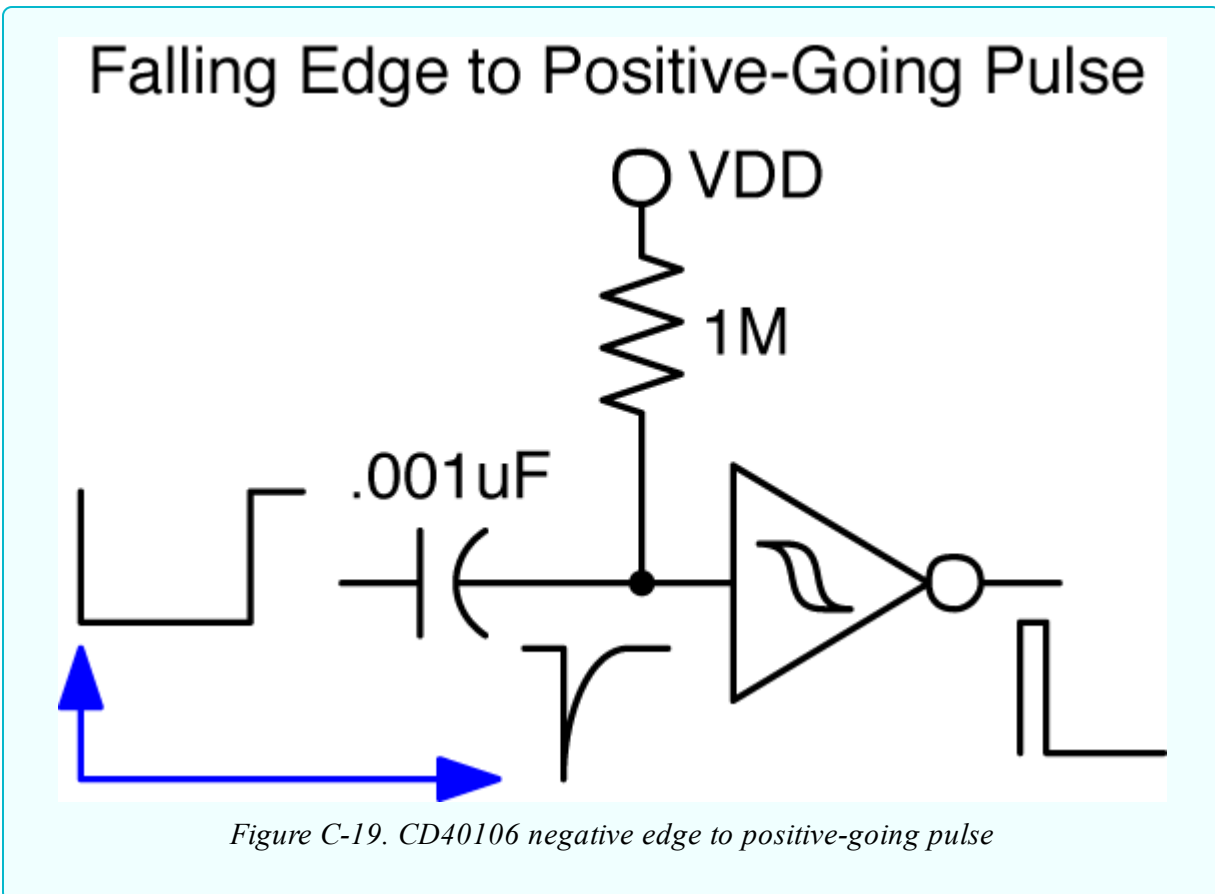 Falling Edge to Positive-Going Pulse
VDD
1M
.001uF
Figure C-19. CD40106 negative edge to positive-going pulse